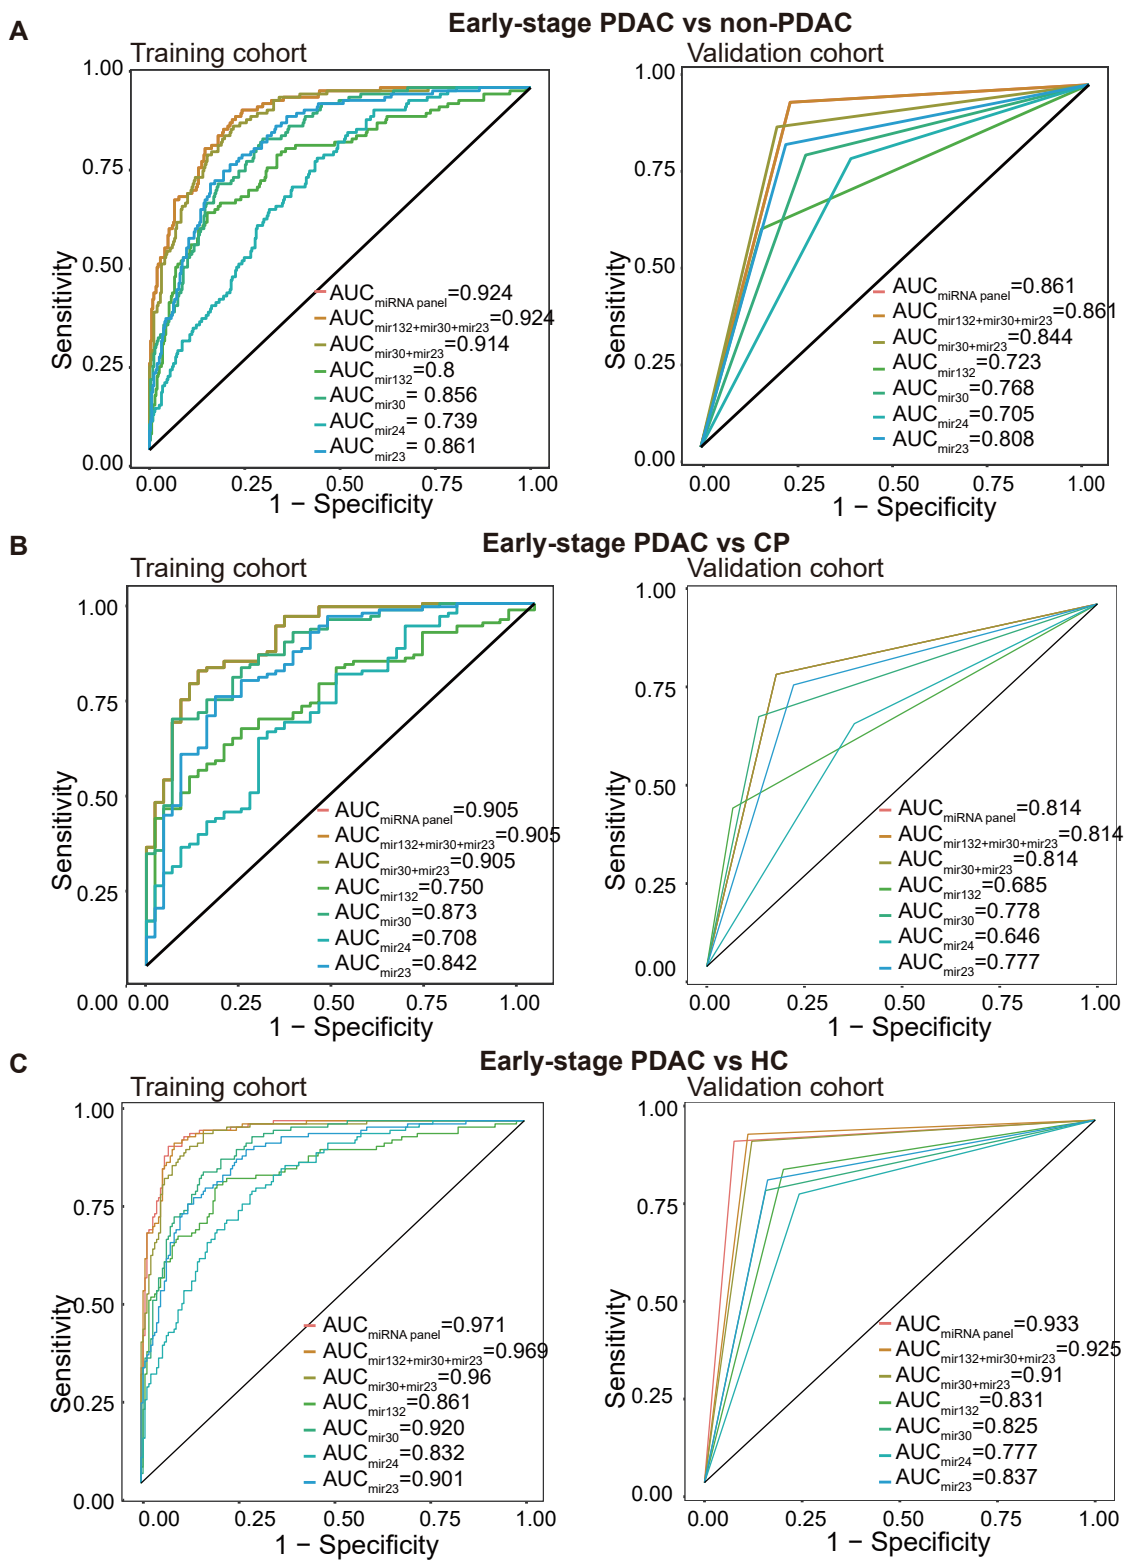 A
Early-stage PDAC vs non-PDAC
Training cohort
Validation cohort
1.00
0.75
0.50
0.25
0.00
Sensitivity
AUCmiRNA panel=0.924
AUCmir132+mir30+mir23=0.924
AUCmir30+mir23=0.914
AUCmir132=0.8
AUCmir30= 0.856
AUCmir24= 0.739
AUCmir23= 0.861
0.00 0.25 0.50 0.75 1.00
1 − Specificity
1.00
0.75
0.50
0.25
0.00
Sensitivity
AUCmiRNA panel=0.861
AUCmir132+mir30+mir23=0.861
AUCmir30+mir23=0.844
AUCmir132=0.723
AUCmir30=0.768
AUCmir24=0.705
AUCmir23=0.808
0.00 0.25 0.50 0.75 1.00
1 − Specificity
B
Early-stage PDAC vs CP
Training cohort
Validation cohort
1.00
0.75
0.50
0.25
0.00
Sensitivity
AUCmiRNA panel=0.905
AUCmir132+mir30+mir23=0.905
AUCmir30+mir23=0.905
AUCmir132=0.750
AUCmir30=0.873
AUCmir24=0.708
AUCmir23=0.842
0.00 0.25 0.50 0.75 1.00
1 − Specificity
1.00
0.75
0.50
0.25
0.00
Sensitivity
AUCmiRNA panel=0.814
AUCmir132+mir30+mir23=0.814
AUCmir30+mir23=0.814
AUCmir132=0.685
AUCmir30=0.778
AUCmir24=0.646
AUCmir23=0.777
0.00 0.25 0.50 0.75 1.00
1 − Specificity
C
Early-stage PDAC vs HC
Training cohort
Validation cohort
1.00
0.75
0.50
0.25
0.00
Sensitivity
AUCmiRNA panel=0.971
AUCmir132+mir30+mir23=0.969
AUCmir30+mir23=0.96
AUCmir132=0.861
AUCmir30=0.920
AUCmir24=0.832
AUCmir23=0.901
0.00 0.25 0.50 0.75 1.00
1 − Specificity
1.00
0.75
0.50
0.25
0.00
Sensitivity
AUCmiRNA panel=0.933
AUCmir132+mir30+mir23=0.925
AUCmir30+mir23=0.91
AUCmir132=0.831
AUCmir30=0.825
AUCmir24=0.777
AUCmir23=0.837
0.00 0.25 0.50 0.75 1.00
1 − Specificity